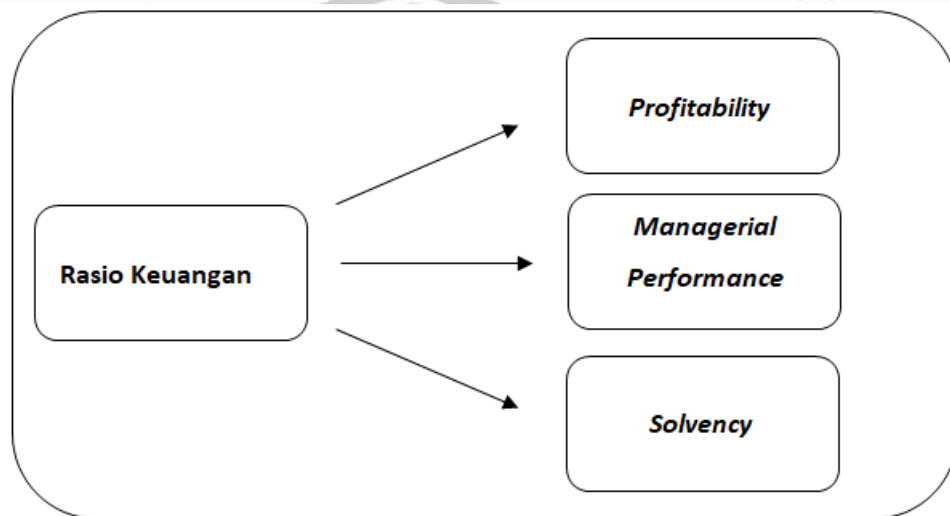 Profitability
Rasio Keuangan
Managerial
Performance
Solvency